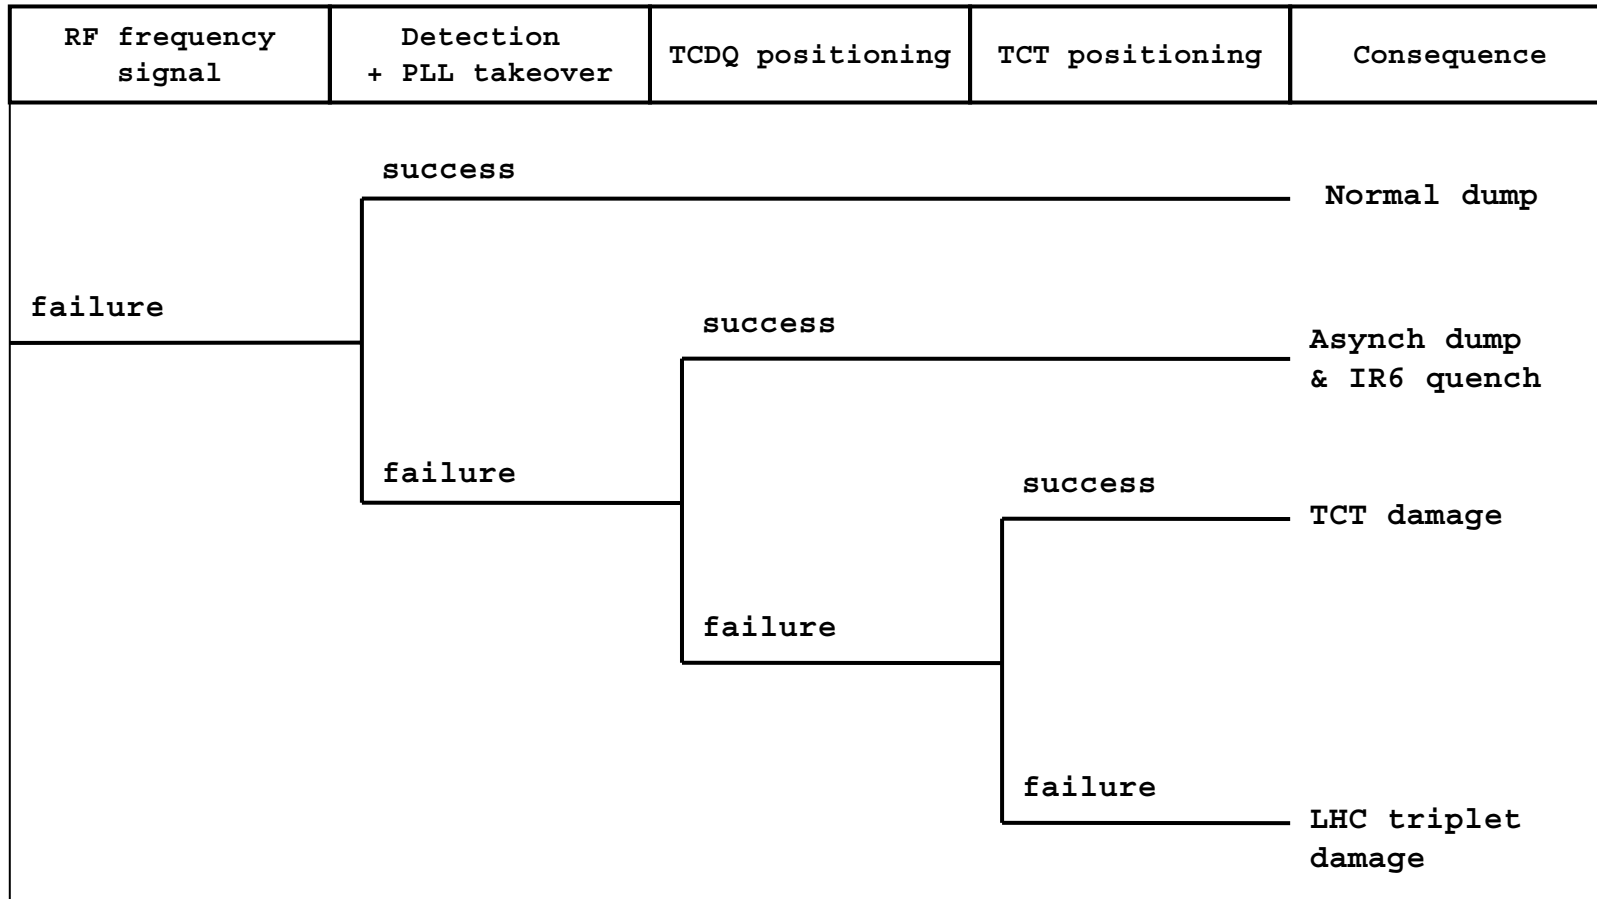 RF frequency
signal
Detection
+ PLL takeover
TCDQ positioning
TCT positioning
Consequence
success
Normal dump
failure
success
Asynch dump
& IR6 quench
failure
success
TCT damage
failure
failure
LHC triplet
damage